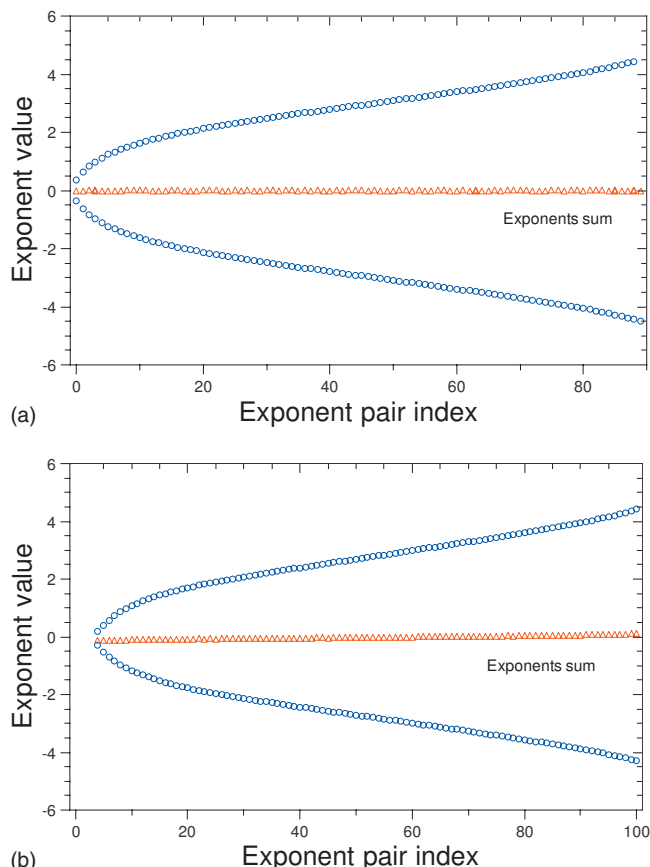 6
4
2
0
-2
-4
-6
Exponent value
Exponents sum
0 20 40 60 80
Exponent pair index
(a)
6
4
2
0
-2
-4
-6
Exponent value
Exponents sum
0 20 40 60 80 100
Exponent pair index
(b)